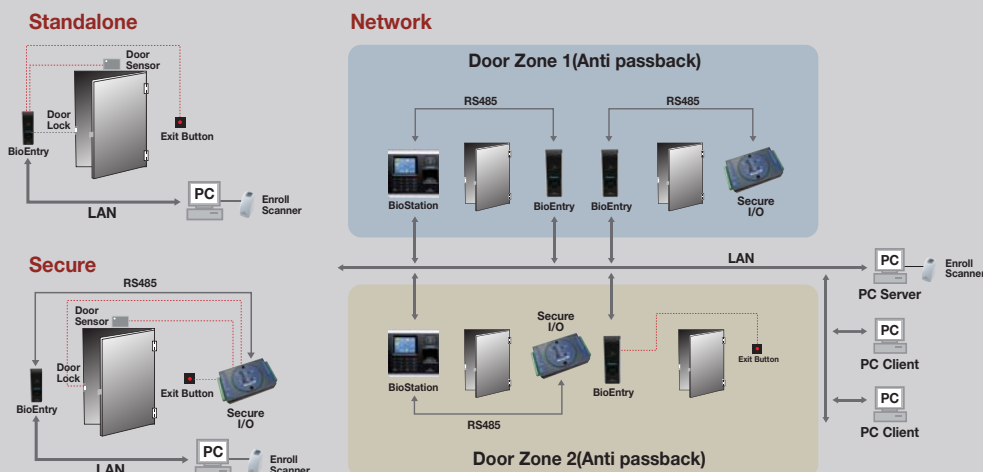 Standalone
Door
Sensor
Door
Lock
BioEntry
Exit Button
LAN
PC
Enroll
Scanner
Secure
RS485
Door
Sensor
Door
Lock
BioEntry
Exit Button
Secure
I/O
LAN
PC
Enroll
Scanner
Network
Door Zone 1(Anti passback)
RS485
RS485
BioStation
BioEntry
BioEntry
Secure
I/O
LAN
PC
Enroll
Scanner
PC Server
PC
PC Client
PC
PC Client
Secure
I/O
BioStation
BioEntry
Exit Button
RS485
Door Zone 2(Anti passback)